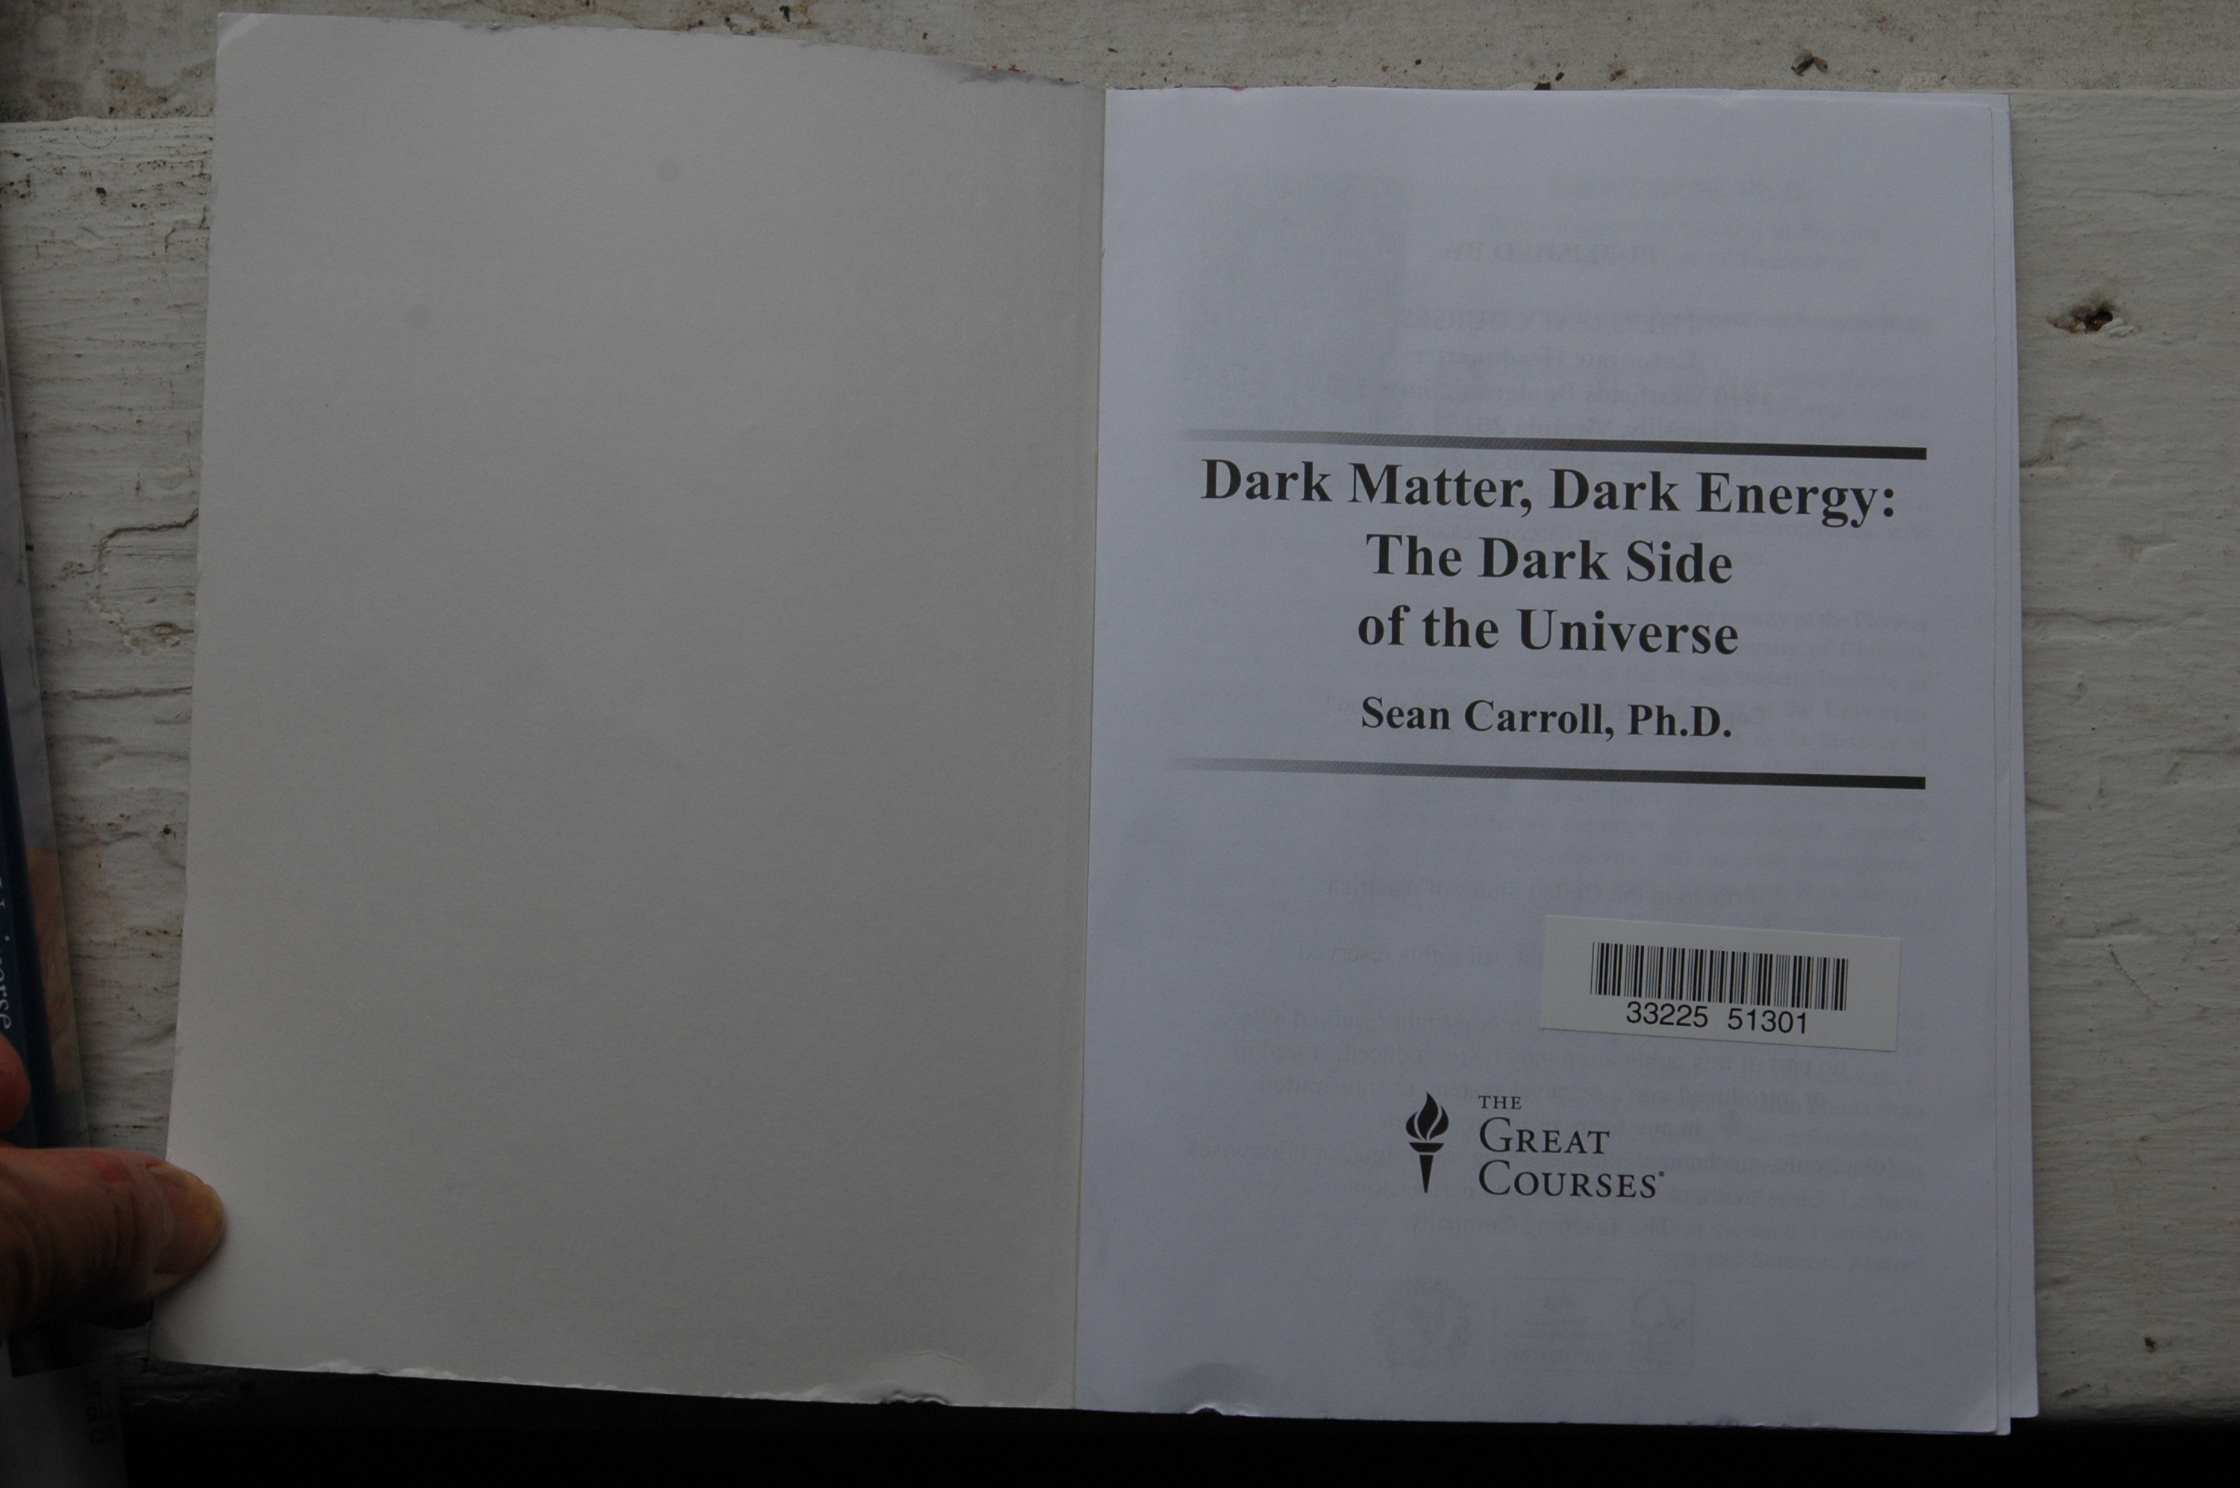 Dark Matter, Dark Energy:
The Dark Side
of the Universe
Sean Carroll, Ph.D.
33225 51301
THE
GREAT
COURSES®